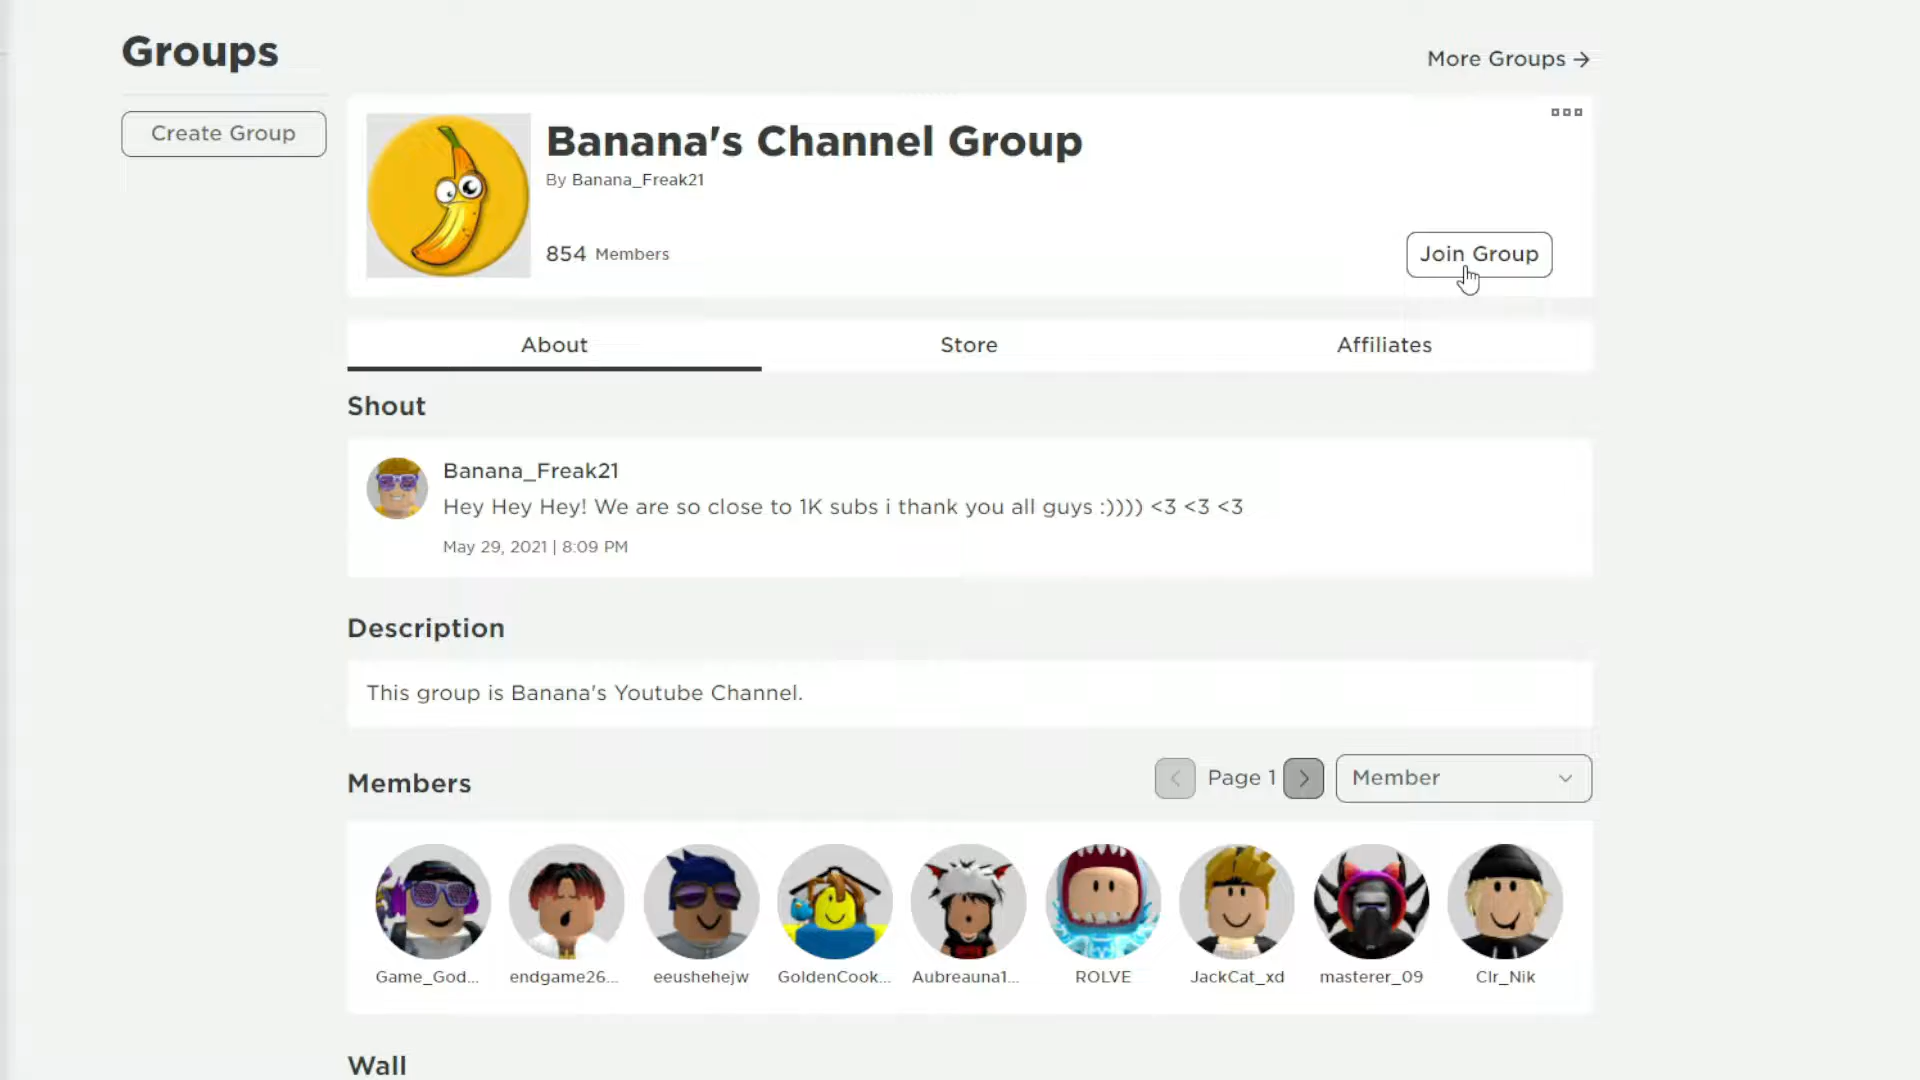 Groups
More Groups →
Create Group
Banana's Channel Group
By Banana_Freak21
854 Members
Join Group
About
Store
Affiliates
Shout
Banana_Freak21
Hey Hey Hey! We are so close to 1K subs i thank you all guys :)))) <3 <3 <3
May 29, 2021 | 8:09 PM
Description
This group is Banana's Youtube Channel.
Members
Page 1
Member
Game_God...
endgame26...
eeushehejw
GoldenCook...
Aubreauna1...
ROLVE
JackCat_xd
masterer_09
Clr_Nik
Wall